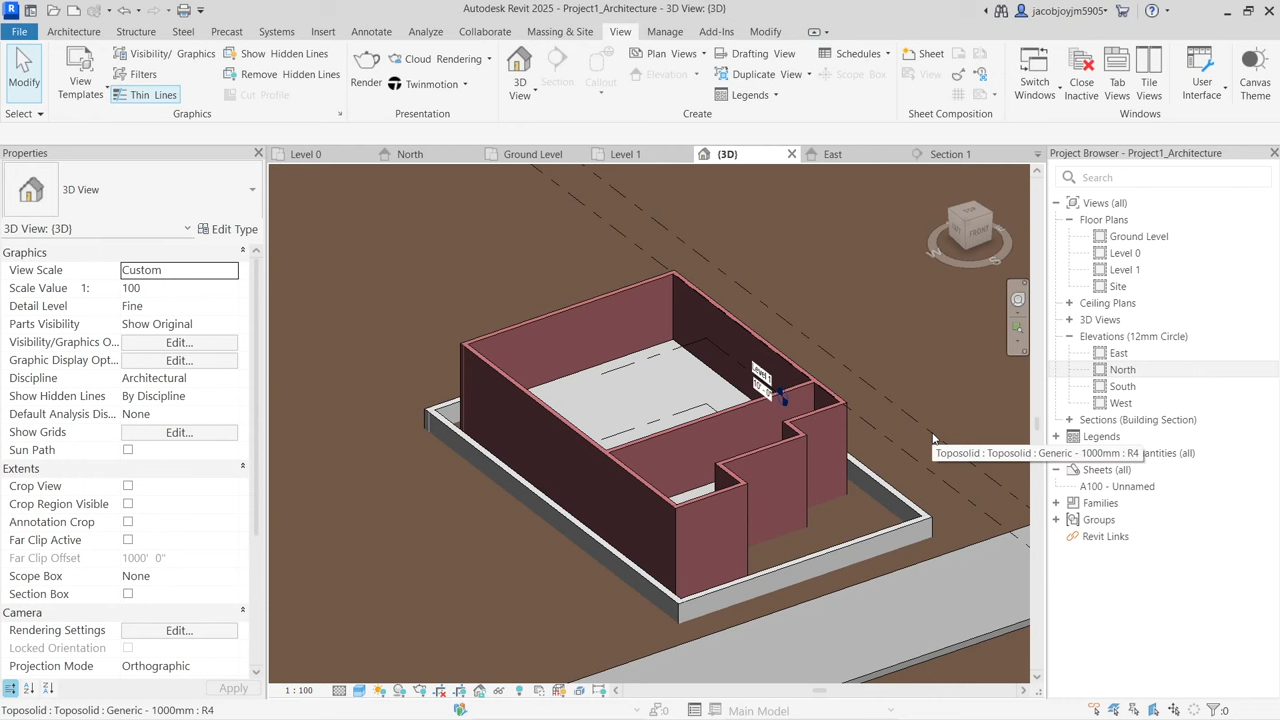 Autodesk Revit 2025 - Project1_Architecture - 3D View: {3D}
jacobjoyjm5905
File Architecture Structure Steel Precast Systems Insert Annotate Analyze Collaborate Massing & Site View Add-Ins Modify
Modify
View Templates
Visibility/ Graphics
Filters
Thin Lines
Show Hidden Lines
Remove Hidden Lines
Cut Profile
Render
Cloud Rendering
Twinmotion
3D View
Section
Callout
Plan Views
Elevation
Drafting View
Duplicate View
Legends
Schedules
Scope Box
Sheet
View
Switch Windows
Close Inactive
Tab Views
Tile Views
User Interface
Canvas Theme
Select Graphics Presentation Create Sheet Composition Windows
Properties
3D View
3D View: {3D} Edit Type
Graphics
View Scale Custom
Scale Value 1: 100
Detail Level Fine
Parts Visibility Show Original
Visibility/Graphics O... Edit...
Graphic Display Opt... Edit...
Discipline Architectural
Show Hidden Lines By Discipline
Default Analysis Dis... None
Show Grids Edit...
Sun Path
Extents
Crop View
Crop Region Visible
Annotation Crop
Far Clip Active
Far Clip Offset 1000' 0"
Scope Box None
Section Box
Camera
Rendering Settings Edit...
Locked Orientation
Projection Mode Orthographic
Apply
Level 0 North Ground Level Level 1 (3D) East Section 1
TOP
LEFT
FRONT
W
S
Level 1
Toposolid : Toposolid : Generic - 1000mm : R4
1 : 100
Project Browser - Project1_Architecture
Search
Views (all)
Floor Plans
Ground Level
Level 0
Level 1
Site
Ceiling Plans
3D Views
Elevations (12mm Circle)
East
North
South
West
Sections (Building Section)
Legends
antities (all)
Sheets (all)
A100 - Unnamed
Families
Groups
Revit Links
Toposolid : Toposolid : Generic - 1000mm : R4
:0
Main Model
:0